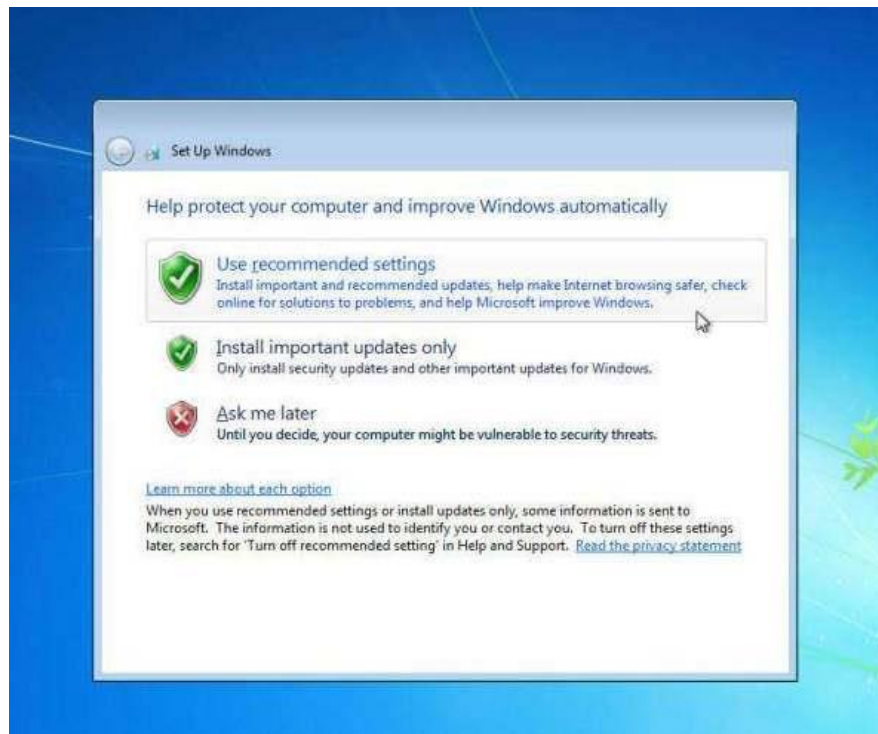 Set Up Windows
Help protect your computer and improve Windows automatically
Use recommended settings
Install important and recommended updates, help make Internet browsing safer, check
online for solutions to problems, and help Microsoft improve Windows.
Install important updates only
Only install security updates and other important updates for Windows.
Ask me later
Until you decide, your computer might be vulnerable to security threats.
Learn more about each option
When you use recommended settings or install updates only, some information is sent to
Microsoft. The information is not used to identify you or contact you. To turn off these settings
later, search for 'Turn off recommended setting' in Help and Support. Read the privacy statement